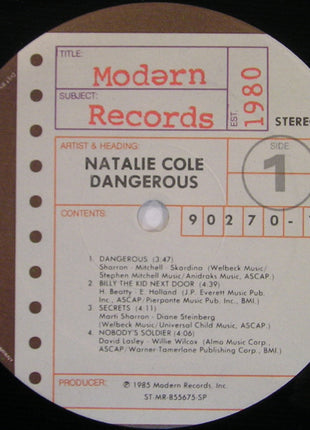 TITLE:
Modərn
SUBJECT:
Records
EST. 1980
STEREO
ARTIST & HEADING:
SIDE
1
NATALIE COLE
DANGEROUS
CONTENTS:
90270-1
1. DANGEROUS (3:47)
Sharron - Mitchell - Skardina (Welbeck Music/
Stephen Mitchell Music/Anidraks Music, ASCAP.)
2. BILLY THE KID NEXT DOOR (4:39)
H. Beatty - E. Holland (J.P. Everett Music Pub.
Inc., ASCAP/Pierponte Music Pub. Inc., BMI.)
3. SECRETS (4:11)
Marti Sharron - Diane Steinberg
(Welbeck Music/Universal Child Music, ASCAP.)
4. NOBODY'S SOLDIER (4:06)
David Lasley - Willie Wilcox (Almo Music Corp.,
ASCAP/Warner-Tamerlane Publishing Corp., BMI.)
PRODUCER:
℗ 1985 Modern Records, Inc.
ST-MR-855675-SP